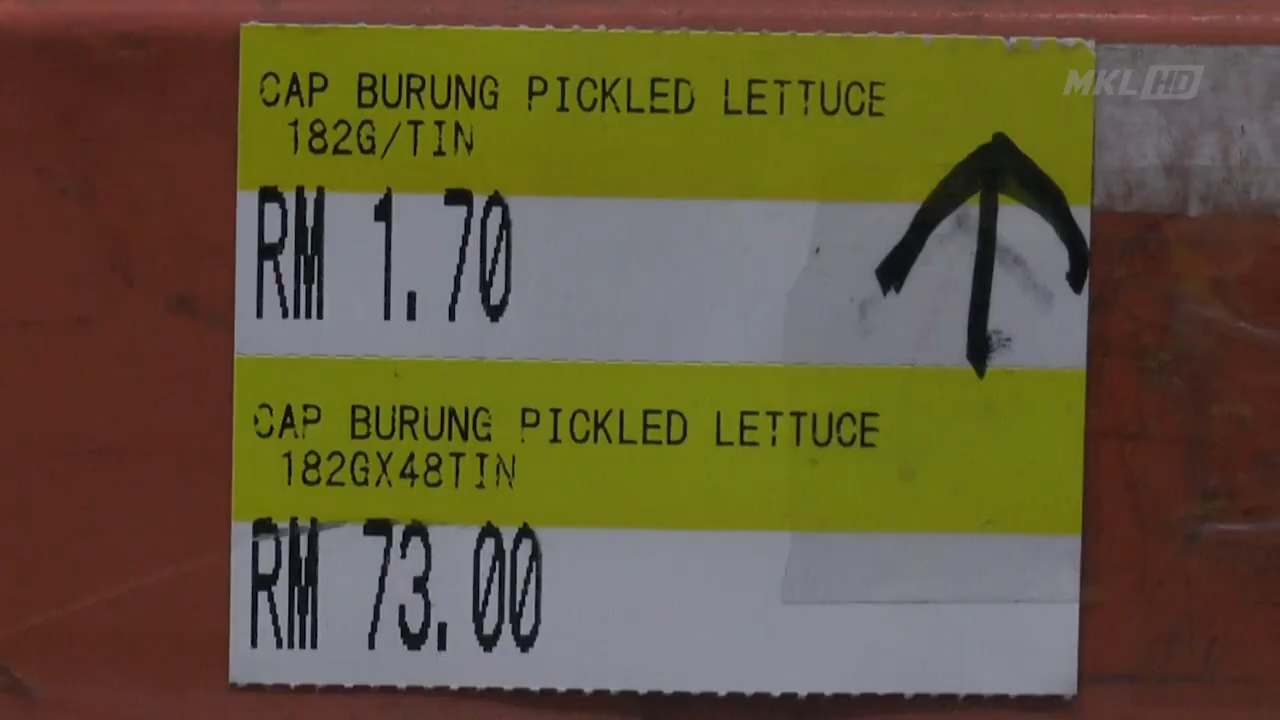 MKL HD
CAP BURUNG PICKLED LETTUCE
182G/TIN
RM 1.70
CAP BURUNG PICKLED LETTUCE
182GX48TIN
RM 73.00